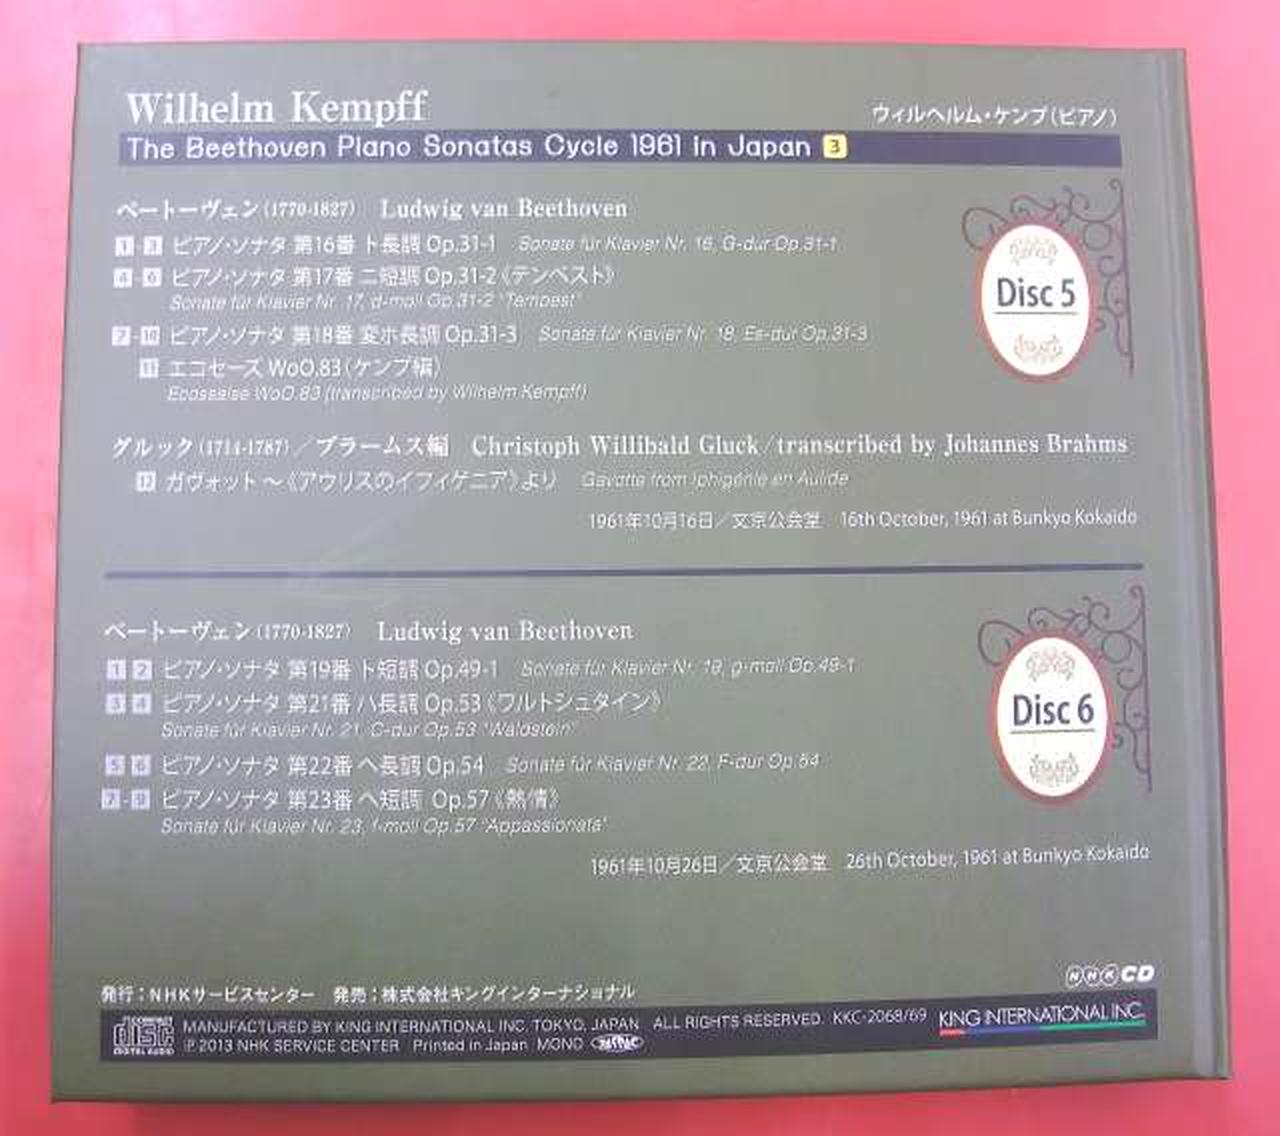 Wilhelm Kempff
ウィルヘルム・ケンプ(ピアノ)
The Beethoven Piano Sonatas Cycle 1961 in Japan 3
ベートーヴェン(1770-1827) Ludwig van Beethoven
1 3 ピアノ・ソナタ 第16番 ト長調 Op.31-1 Sonate für Klavier Nr. 16, G-dur Op.31-1
4-6 ピアノ・ソナタ 第17番 ニ短調 Op.31-2《テンペスト》
Sonate für Klavier Nr. 17, d-moll Op.31-2 "Tempest"
7-10 ピアノ・ソナタ 第18番 変ホ長調 Op.31-3 Sonate für Klavier Nr. 18, Es-dur Op.31-3
11 エコセーズ WoO.83(ケンプ編)
Ecossaise WoO.83 (transcribed by Wilhelm Kempff)
Disc 5
グルック(1714-1787)/ブラームス編 Christoph Willibald Gluck/transcribed by Johannes Brahms
12 ガヴォット ～《アウリスのイフィゲニア》より Gavotte from Iphigénie en Aulide
1961年10月16日/文京公会堂 16th October, 1961 at Bunkyo Kokaido
ベートーヴェン(1770-1827) Ludwig van Beethoven
1 2 ピアノ・ソナタ 第19番 ト短調 Op.49-1 Sonate für Klavier Nr. 19, g-moll Op.49-1
3 4 ピアノ・ソナタ 第21番 ハ長調 Op.53《ワルトシュタイン》
Sonate für Klavier Nr. 21, C-dur Op.53 "Waldstein"
5 6 ピアノ・ソナタ 第22番 ヘ長調 Op.54 Sonate für Klavier Nr. 22, F-dur Op.54
7-9 ピアノ・ソナタ 第23番 ヘ短調 Op.57《熱情》
Sonate für Klavier Nr. 23, f-moll Op.57 "Appassionata"
Disc 6
1961年10月26日/文京公会堂 26th October, 1961 at Bunkyo Kokaido
NHK CD
発行：NHKサービスセンター 発売：株式会社キングインターナショナル
COMPACT disc DIGITAL AUDIO
MANUFACTURED BY KING INTERNATIONAL INC. TOKYO, JAPAN ALL RIGHTS RESERVED. KKC-2068/69
℗2013 NHK SERVICE CENTER Printed in Japan MONO JASRAC
KING INTERNATIONAL INC.